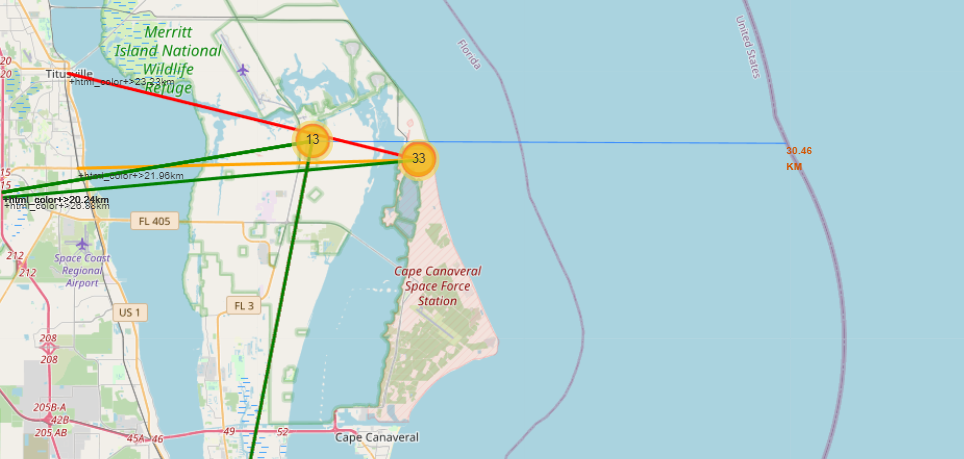 Merritt
Island National
Wildlife
Refuge
Titusville
+html_color+>23.23km
20
20
Florida
United States
13
33
30.46
KM
15
15
+html_color+>21.96km
+html_color+>20.24km
+html_color+>26.88km
FL 405
212
212
Space Coast
Regional
Airport
Cape Canaveral
Space Force
Station
US 1
FL 3
208
208
205B-A
42B
205 AB
45A
46
49
52
Cape Canaveral